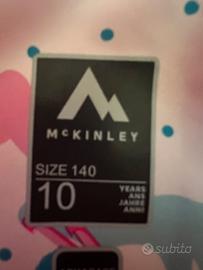 McKINLEY
SIZE 140
10
YEARS
ANS
JAHRE
ANNI
subito